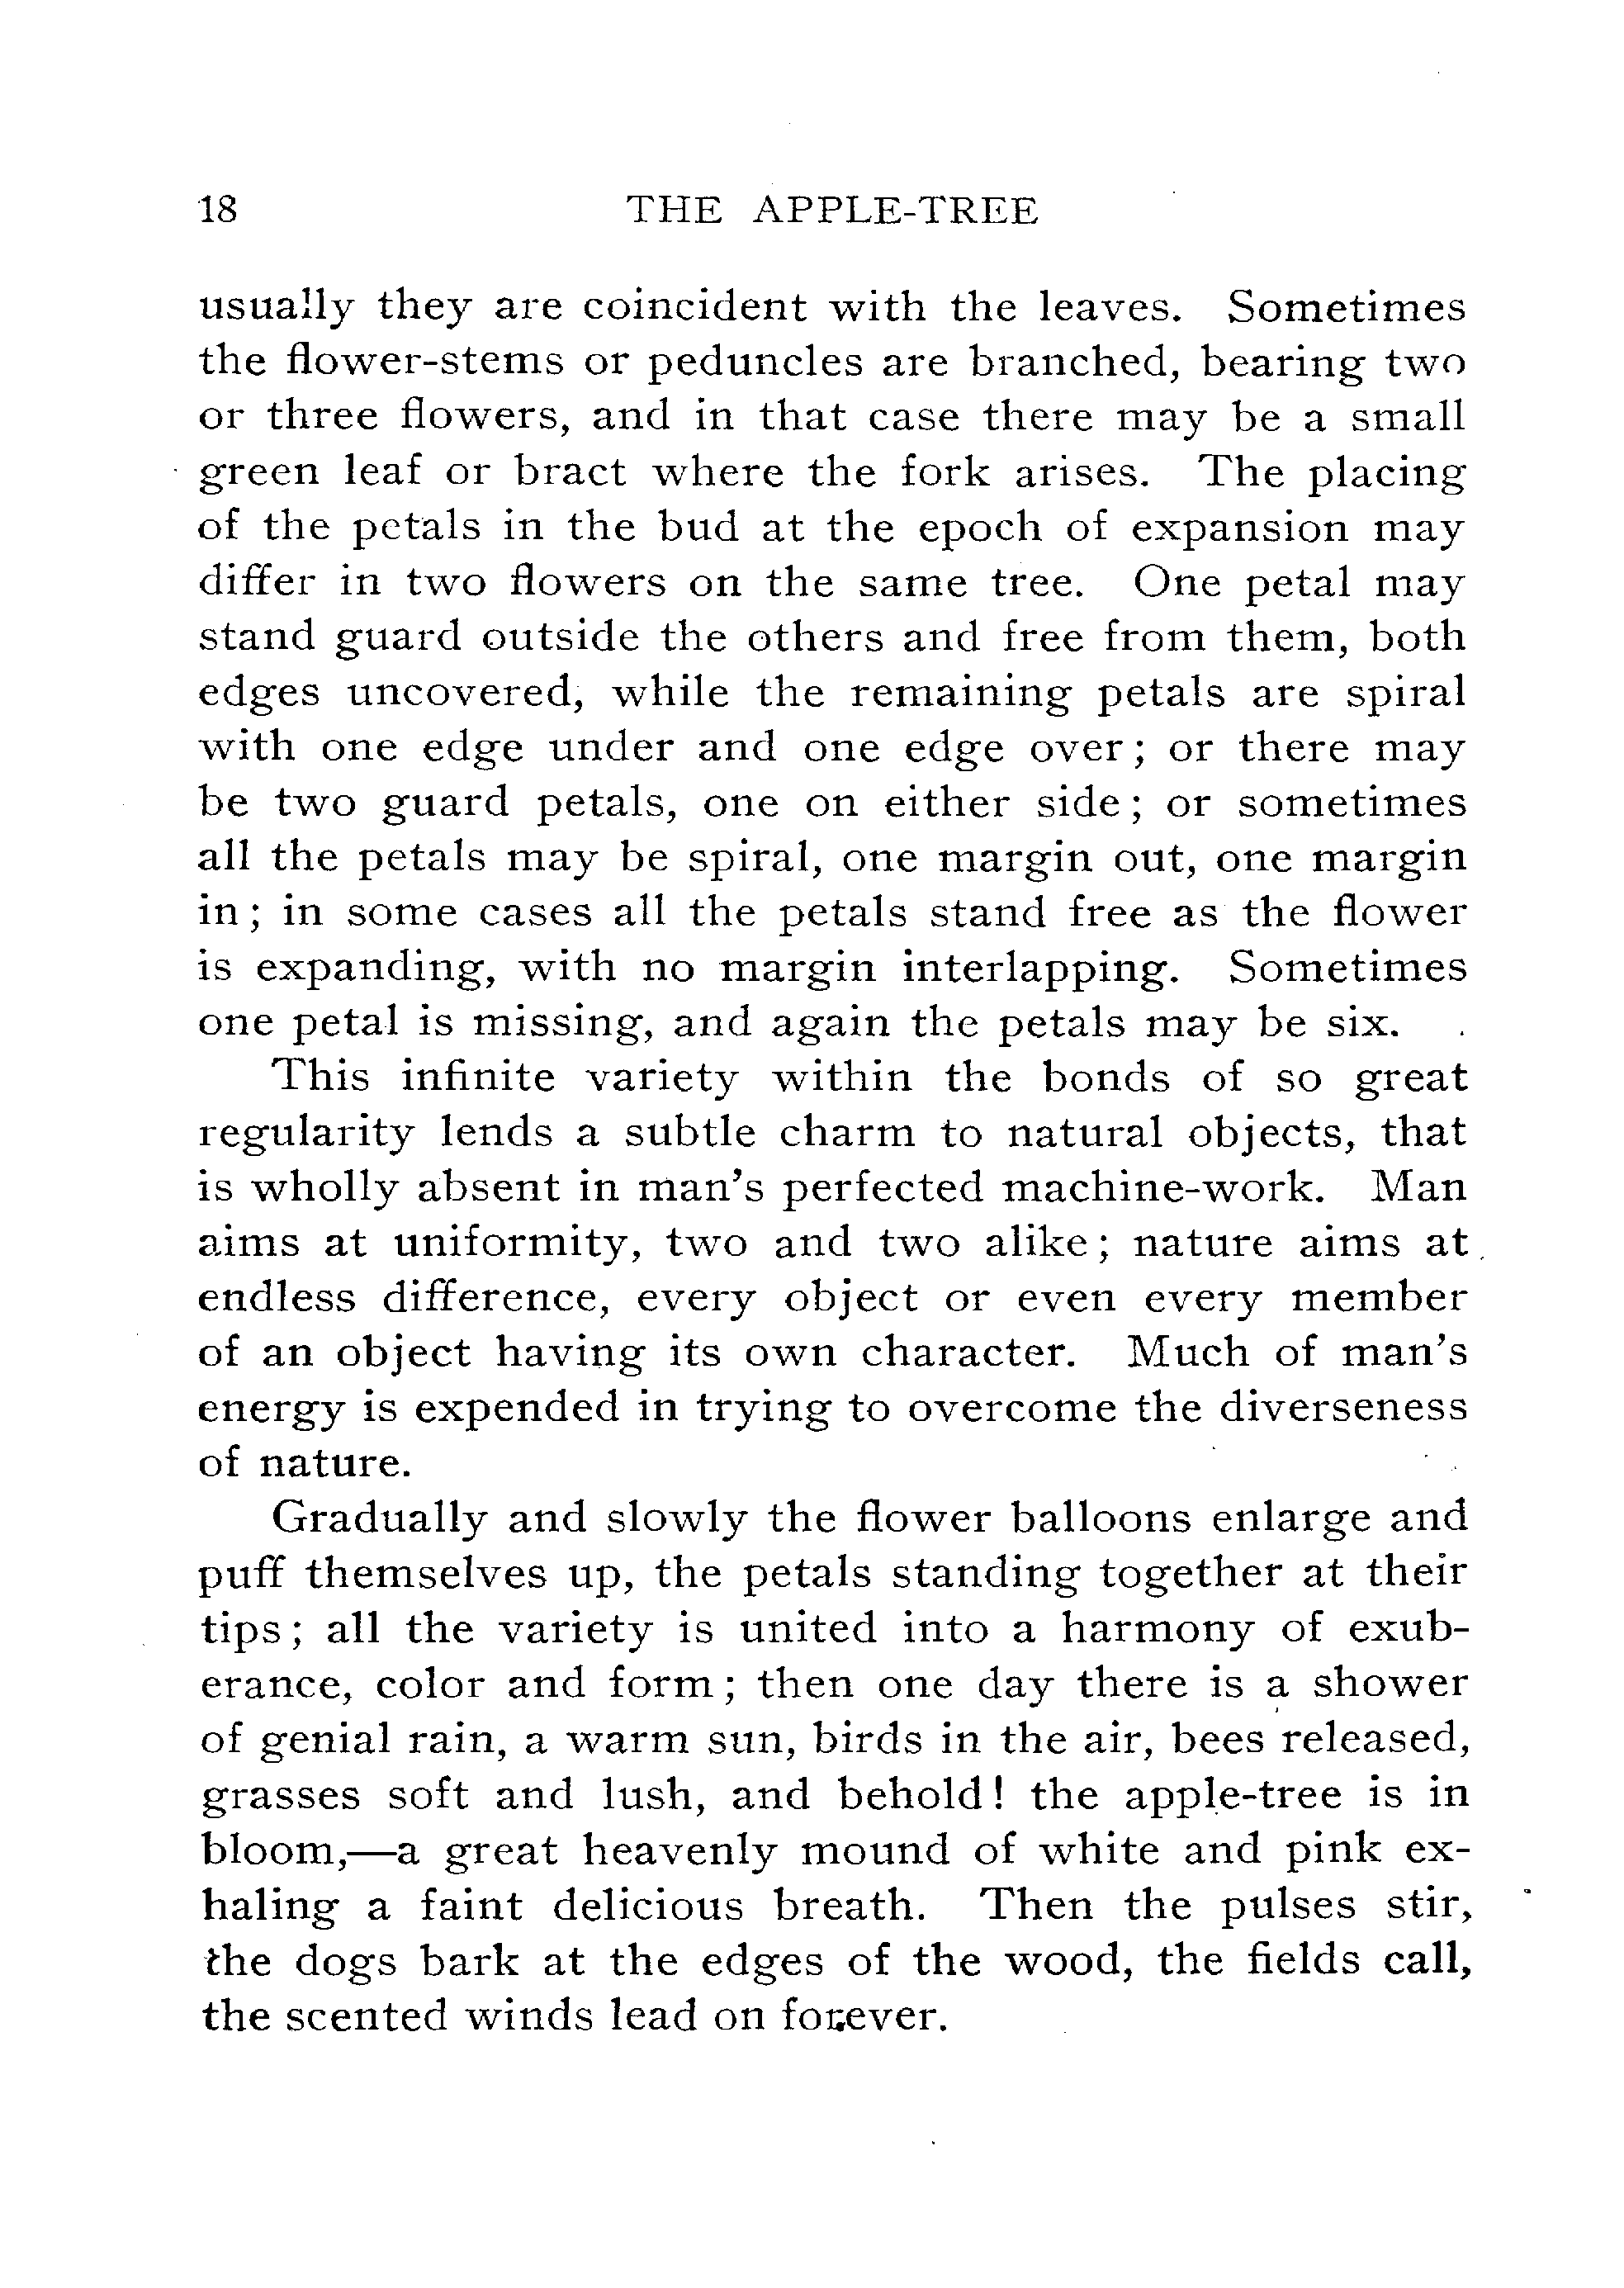 18 THE APPLE-TREE
usually they are coincident with the leaves. Sometimes
the flower-stems or peduncles are branched, bearing two
or three flowers, and in that case there may be a small
green leaf or bract where the fork arises. The placing
of the petals in the bud at the epoch of expansion may
differ in two flowers on the same tree. One petal may
stand guard outside the others and free from them, both
edges uncovered, while the remaining petals are spiral
with one edge under and one edge over; or there may
be two guard petals, one on either side; or sometimes
all the petals may be spiral, one margin out, one margin
in; in some cases all the petals stand free as the flower
is expanding, with no margin interlapping. Sometimes
one petal is missing, and again the petals may be six.
This infinite variety within the bonds of so great
regularity lends a subtle charm to natural objects, that
is wholly absent in man's perfected machine-work. Man
aims at uniformity, two and two alike; nature aims at
endless difference, every object or even every member
of an object having its own character. Much of man's
energy is expended in trying to overcome the diverseness
of nature.
Gradually and slowly the flower balloons enlarge and
puff themselves up, the petals standing together at their
tips; all the variety is united into a harmony of exub-
erance, color and form; then one day there is a shower
of genial rain, a warm sun, birds in the air, bees released,
grasses soft and lush, and behold! the apple-tree is in
bloom,—a great heavenly mound of white and pink ex-
haling a faint delicious breath. Then the pulses stir,
the dogs bark at the edges of the wood, the fields call,
the scented winds lead on forever.